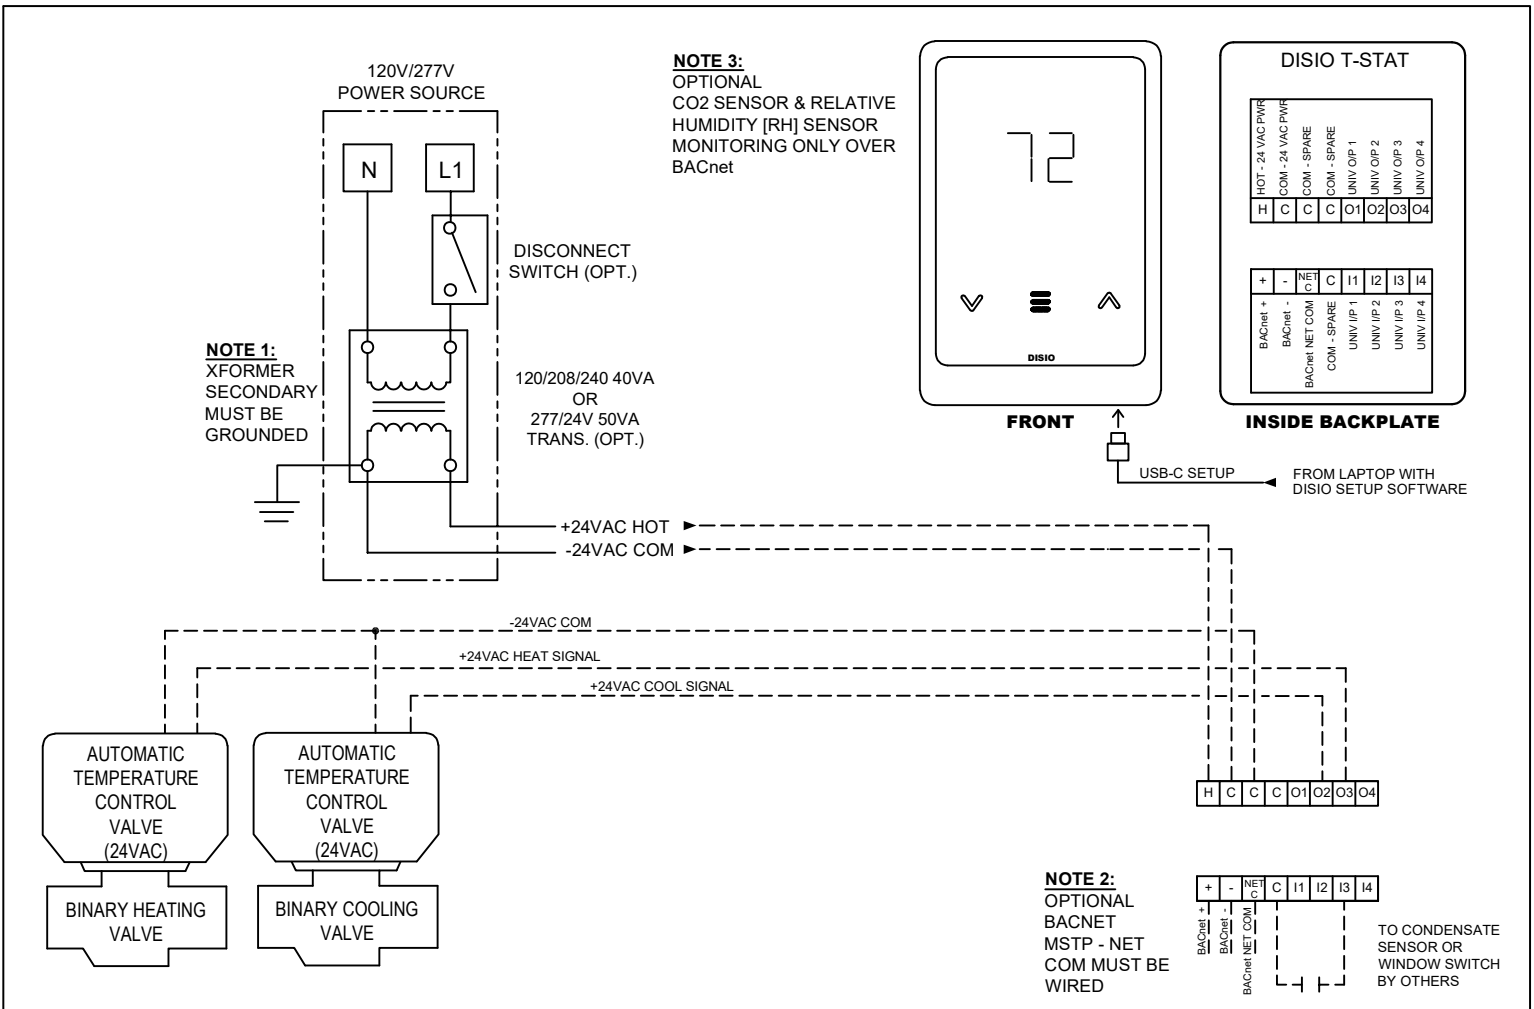 120V/277V
POWER SOURCE
N
L1
DISCONNECT
SWITCH (OPT.)
NOTE 1:
XFORMER
SECONDARY
MUST BE
GROUNDED
120/208/240 40VA
OR
277/24V 50VA
TRANS. (OPT.)
NOTE 3:
OPTIONAL
CO2 SENSOR & RELATIVE
HUMIDITY [RH] SENSOR
MONITORING ONLY OVER
BACnet
72
DISIO
FRONT
DISIO T-STAT
HOT - 24 VAC PWR
COM - 24 VAC PWR
COM - SPARE
COM - SPARE
UNIV O/P 1
UNIV O/P 2
UNIV O/P 3
UNIV O/P 4
H C C C O1 O2 O3 O4
+ - NET C C I1 I2 I3 I4
BACnet +
BACnet -
BACnet NET COM
COM - SPARE
UNIV I/P 1
UNIV I/P 2
UNIV I/P 3
UNIV I/P 4
INSIDE BACKPLATE
USB-C SETUP
FROM LAPTOP WITH
DISIO SETUP SOFTWARE
+24VAC HOT
-24VAC COM
-24VAC COM
+24VAC HEAT SIGNAL
+24VAC COOL SIGNAL
AUTOMATIC
TEMPERATURE
CONTROL
VALVE
(24VAC)
BINARY HEATING
VALVE
AUTOMATIC
TEMPERATURE
CONTROL
VALVE
(24VAC)
BINARY COOLING
VALVE
H C C C O1 O2 O3 O4
NOTE 2:
OPTIONAL
BACNET
MSTP - NET
COM MUST BE
WIRED
+ - NET C C I1 I2 I3 I4
BACnet +
BACnet -
BACnet NET COM
TO CONDENSATE
SENSOR OR
WINDOW SWITCH
BY OTHERS